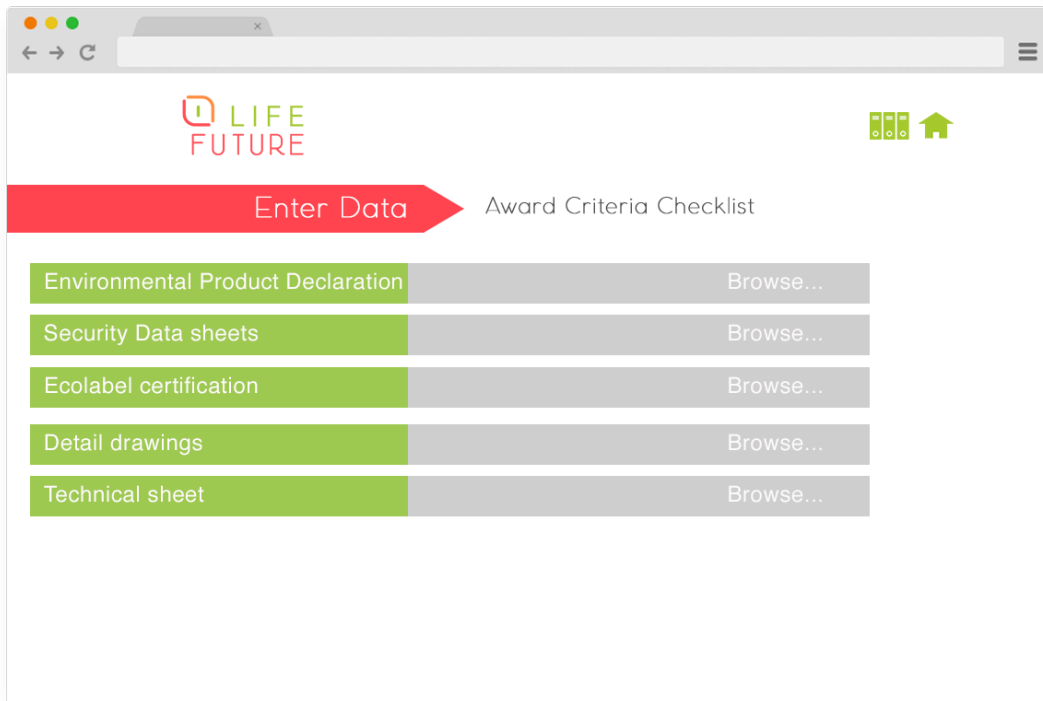 LIFE
FUTURE
Enter Data
Award Criteria Checklist
Environmental Product Declaration
Browse...
Security Data sheets
Browse...
Ecolabel certification
Browse...
Detail drawings
Browse...
Technical sheet
Browse...